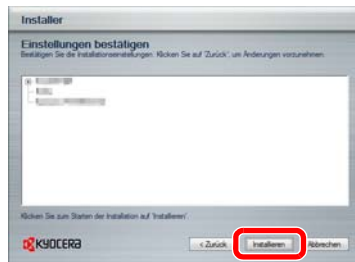 Installer
Einstellungen bestätigen
Bestätigen Sie die Installationseinstellungen. Klicken Sie auf 'Zurück', um Änderungen vorzunehmen.
Klicken Sie zum Starten der Installation auf 'Installieren'.
KYOCERA
< Zurück
Installieren
Abbrechen